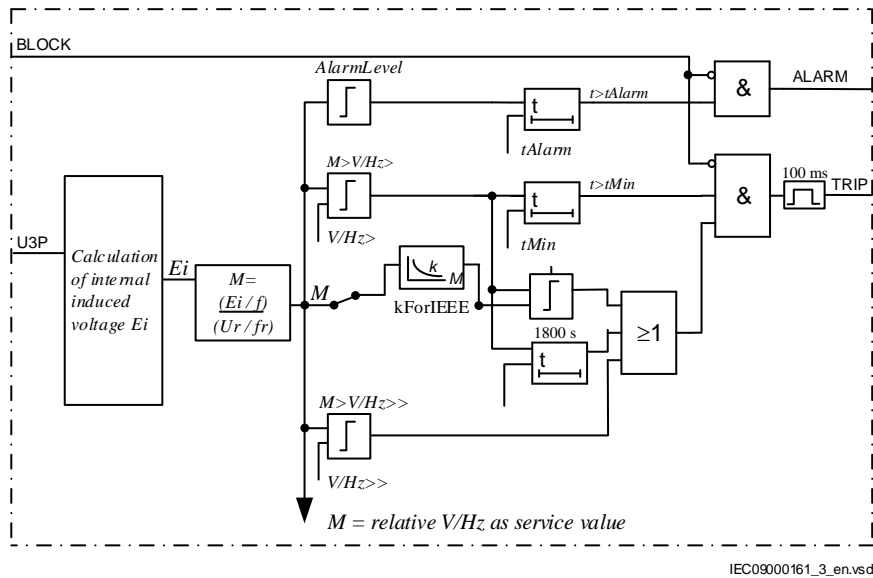 BLOCK
AlarmLevel
&
ALARM
t
t>tAlarm
tAlarm
M>V/Hz>
V/Hz>
t
t>tMin
tMin
&
100 ms
TRIP
U3P
Calculation
of internal
induced
voltage Ei
Ei
M=
(Ei / f)
(Ur / fr)
M
k
M
kForIEEE
1800 s
t
≥1
M>V/Hz>>
V/Hz>>
M = relative V/Hz as service value
IEC09000161_3_en.vsd